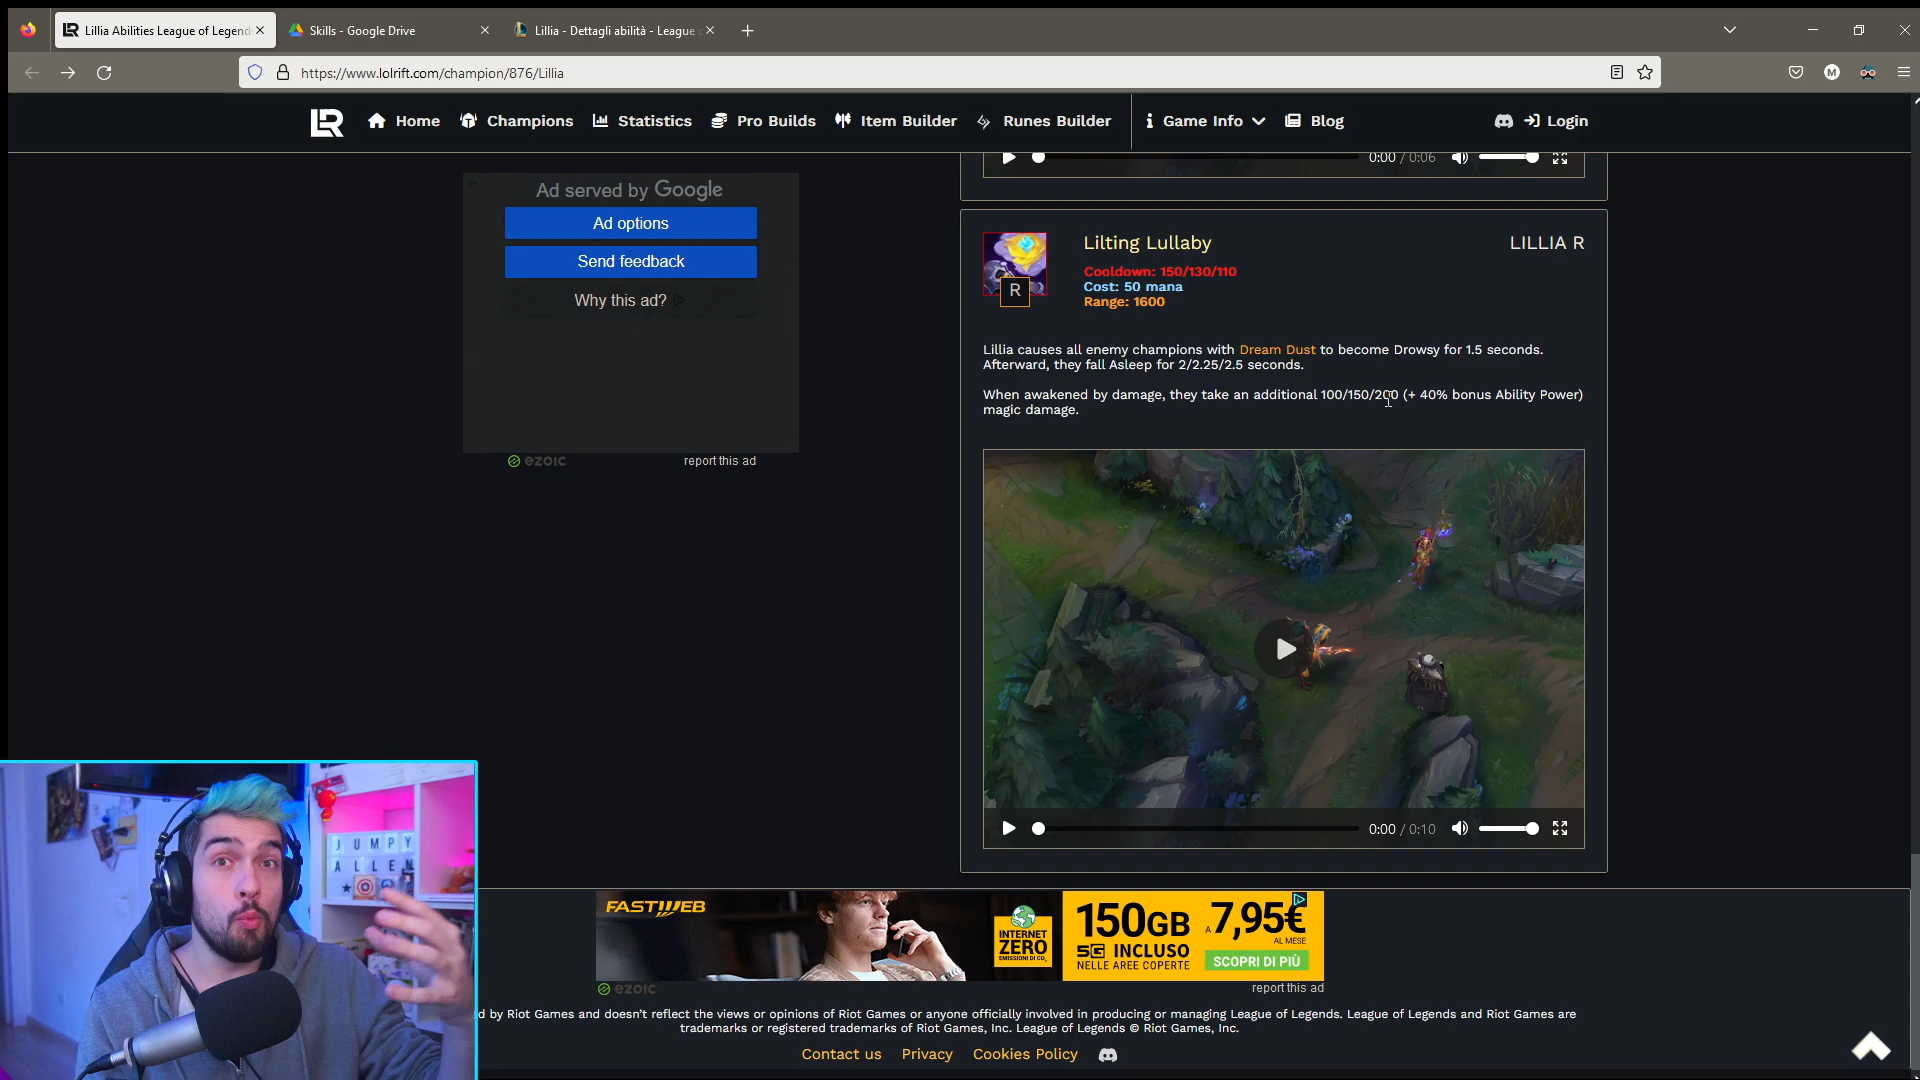 Lillia Abilities League of Legend
Skills - Google Drive
Lillia - Dettagli abilità - League
https://www.lolrift.com/champion/876/Lillia
M
LR
Home
Champions
Statistics
Pro Builds
Item Builder
Runes Builder
Game Info
Blog
Login
0:00 / 0:06
Ad served by Google
Ad options
Send feedback
Why this ad?
ezoic
report this ad
Lilting Lullaby
LILLIA R
Cooldown: 150/130/110
Cost: 50 mana
Range: 1600
R
Lillia causes all enemy champions with Dream Dust to become Drowsy for 1.5 seconds.
Afterward, they fall Asleep for 2/2.25/2.5 seconds.
When awakened by damage, they take an additional 100/150/200 (+ 40% bonus Ability Power)
magic damage.
0:00 / 0:10
JUMPY
ALLEN
FASTWEB
INTERNET
ZERO
EMISSIONI DI CO₂
150GB
5G INCLUSO
NELLE AREE COPERTE
A 7,95€
AL MESE
SCOPRI DI PIÙ
ezoic
report this ad
d by Riot Games and doesn't reflect the views or opinions of Riot Games or anyone officially involved in producing or managing League of Legends. League of Legends and Riot Games are
trademarks or registered trademarks of Riot Games, Inc. League of Legends © Riot Games, Inc.
Contact us
Privacy
Cookies Policy